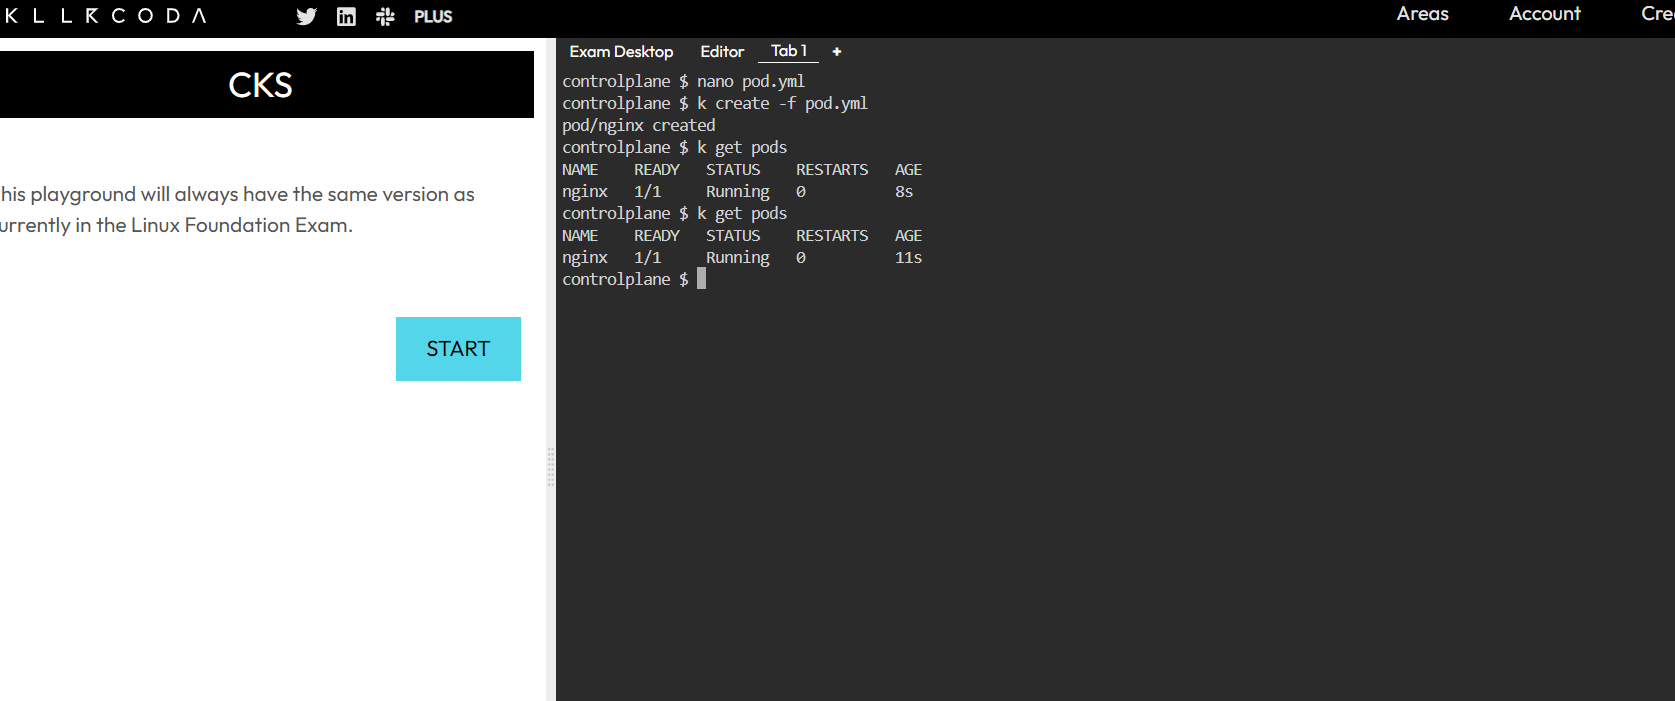 KLLRCODA
PLUS
Areas
Account
CKS
his playground will always have the same version as
urrently in the Linux Foundation Exam.
START
Exam Desktop
Editor
Tab 1
+
controlplane $ nano pod.yml
controlplane $ k create -f pod.yml
pod/nginx created
controlplane $ k get pods
NAME    READY   STATUS    RESTARTS   AGE
nginx   1/1     Running   0          8s
controlplane $ k get pods
NAME    READY   STATUS    RESTARTS   AGE
nginx   1/1     Running   0          11s
controlplane $